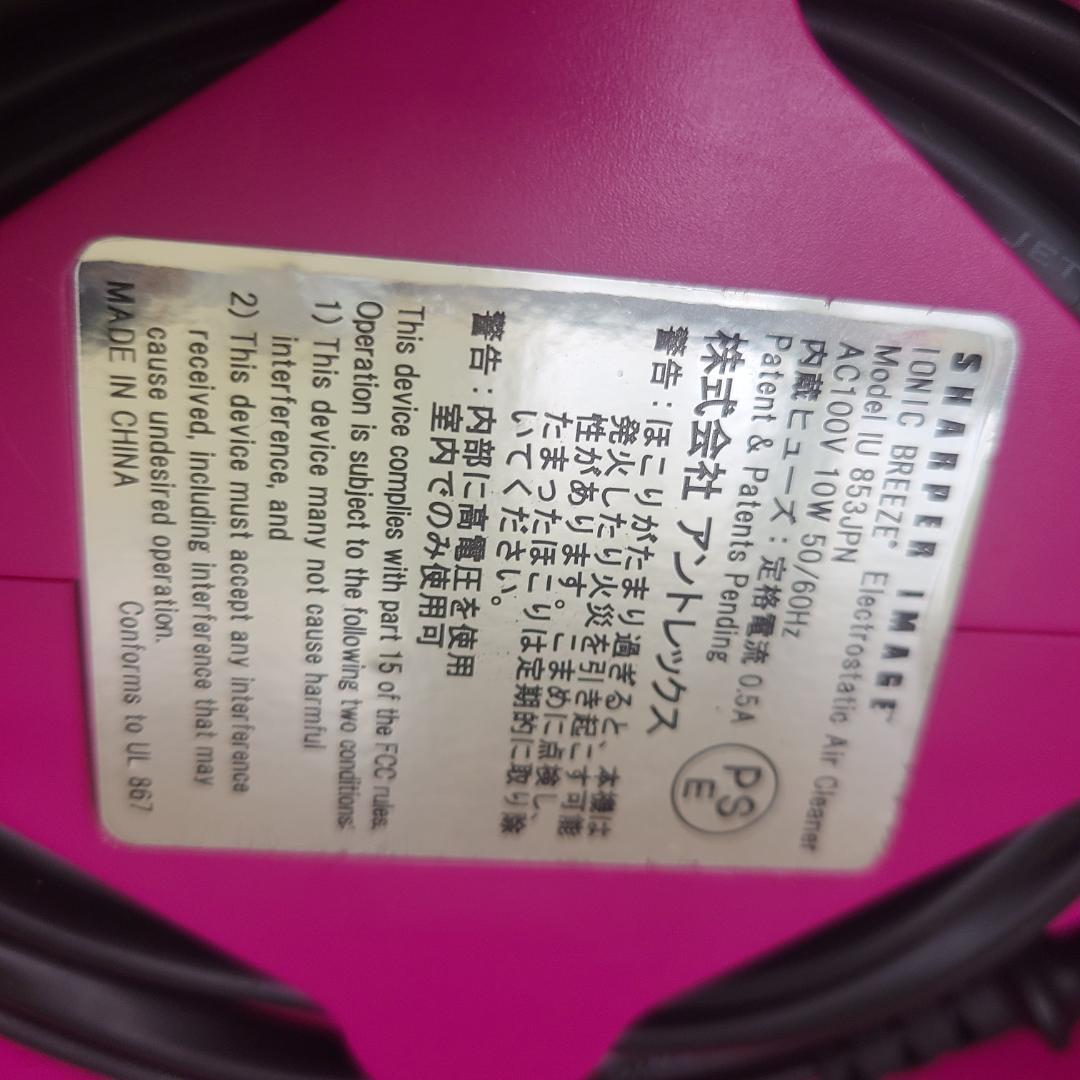 SHARPER IMAGE™
IONIC BREEZE® Electrostatic Air Cleaner
Model IU 853JPN
AC100V 10W 50/60Hz
内蔵ヒューズ：定格電流 0.5A
Patent & Patents Pending
PS
E
株式会社 アントレックス
警告：ほこりがたまり過ぎると、本機は
発火したり火災を引き起こす可能
性があります。こまめに点検し、
たまったほこりは定期的に取り除
いてください。
警告：内部に高電圧を使用
室内でのみ使用可
This device complies with part 15 of the FCC rules.
Operation is subject to the following two conditions:
1) This device many not cause harmful
interference, and
2) This device must accept any interference
received, including interference that may
cause undesired operation.
MADE IN CHINA Conforms to UL 867
JET